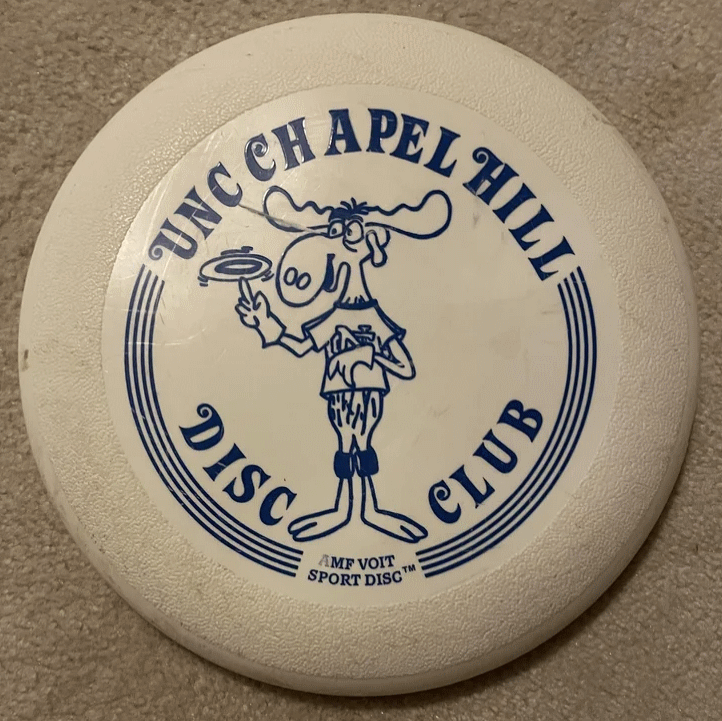 UNC CHAPEL HILL
DISC CLUB
AMF VOIT
SPORT DISC™